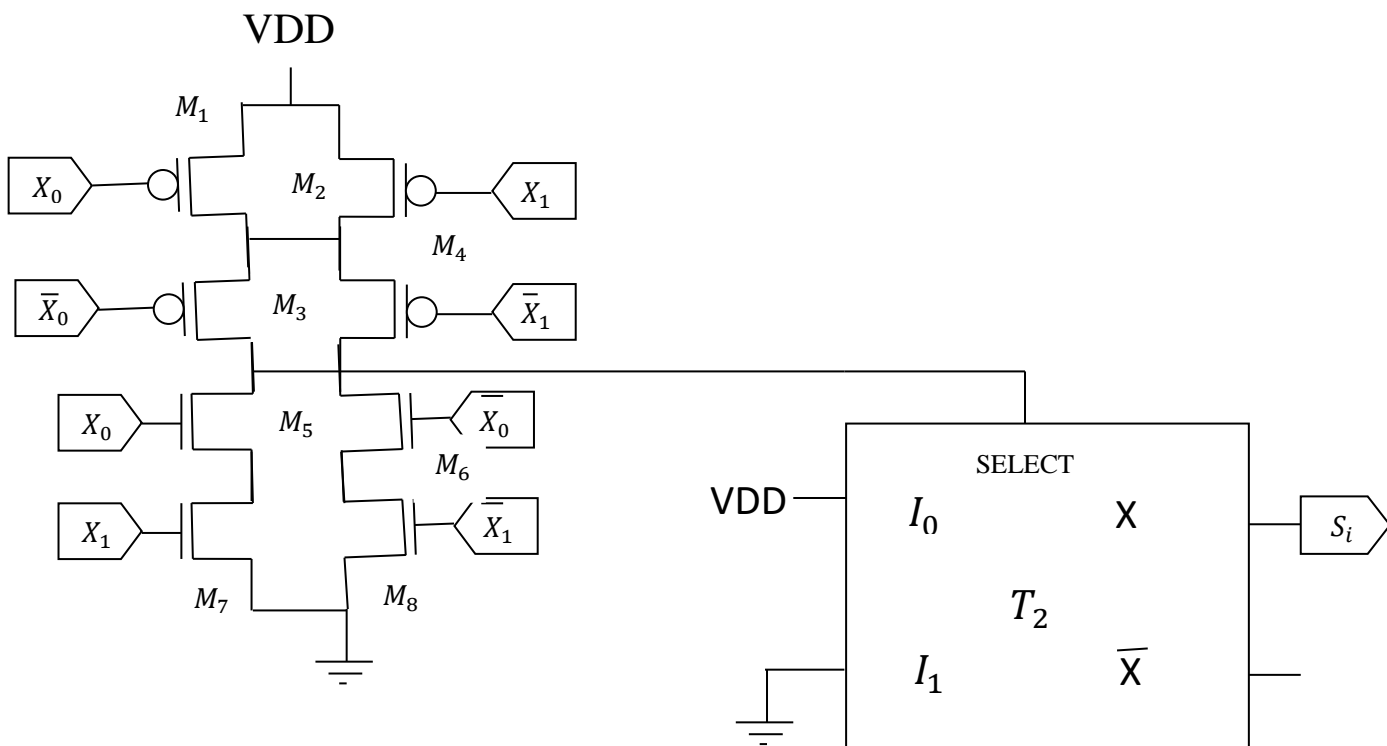 VDD
M₁
X₀
M₂
X₁
M₄
X̅₀
M₃
X̅₁
X₀
M₅
X̅₀
M₆
SELECT
VDD
I₀
X
Sᵢ
X₁
X̅₁
M₇
M₈
T₂
I₁
X̅